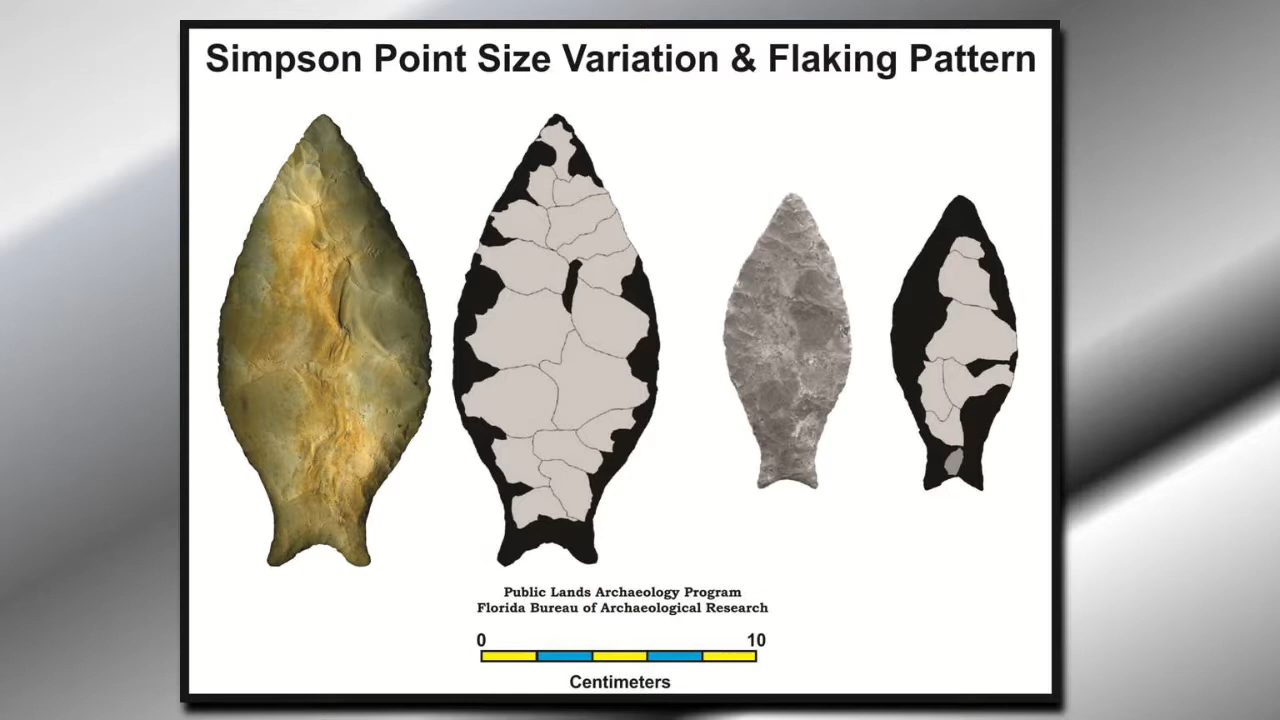 Simpson Point Size Variation & Flaking Pattern
Public Lands Archaeology Program
Florida Bureau of Archaeological Research
0 10
Centimeters